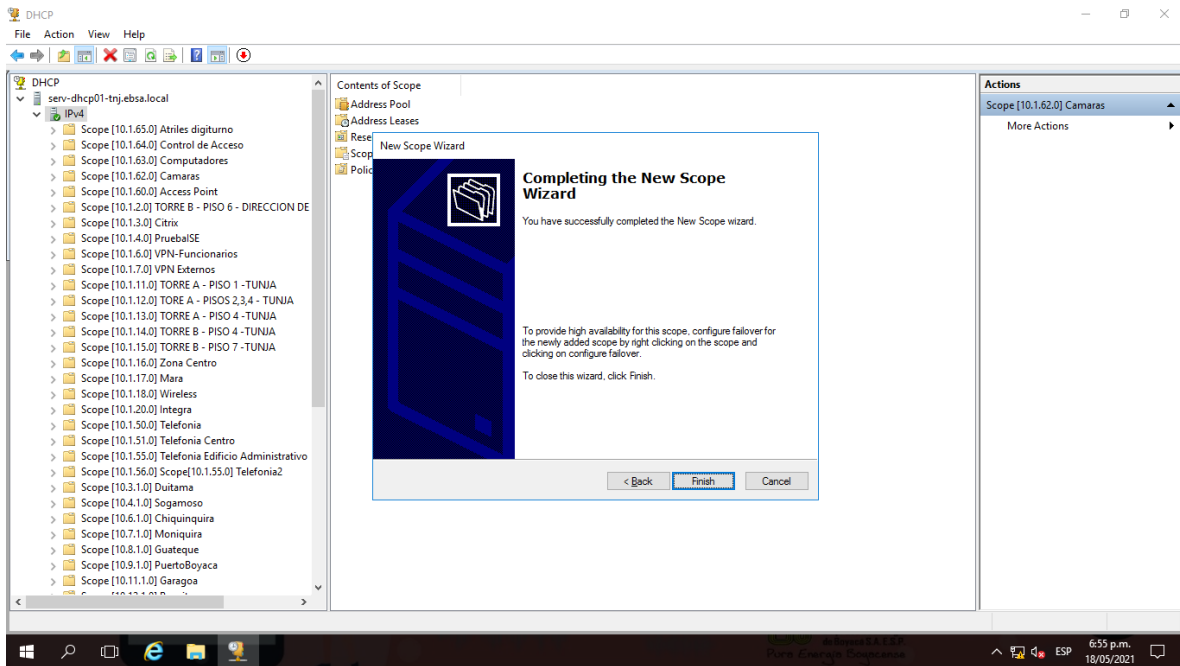 DHCP
File Action View Help
DHCP
serv-dhcp01-tnj.ebsa.local
IPv4
Scope [10.1.65.0] Atriles digiturno
Scope [10.1.64.0] Control de Acceso
Scope [10.1.63.0] Computadores
Scope [10.1.62.0] Camaras
Scope [10.1.60.0] Access Point
Scope [10.1.2.0] TORRE B - PISO 6 - DIRECCION DE
Scope [10.1.3.0] Citrix
Scope [10.1.4.0] PruebaISE
Scope [10.1.6.0] VPN-Funcionarios
Scope [10.1.7.0] VPN Externos
Scope [10.1.11.0] TORRE A - PISO 1 -TUNJA
Scope [10.1.12.0] TORE A - PISOS 2,3,4 - TUNJA
Scope [10.1.13.0] TORRE A - PISO 4 -TUNJA
Scope [10.1.14.0] TORRE B - PISO 4 -TUNJA
Scope [10.1.15.0] TORRE B - PISO 7 -TUNJA
Scope [10.1.16.0] Zona Centro
Scope [10.1.17.0] Mara
Scope [10.1.18.0] Wireless
Scope [10.1.20.0] Integra
Scope [10.1.50.0] Telefonia
Scope [10.1.51.0] Telefonia Centro
Scope [10.1.55.0] Telefonia Edificio Administrativo
Scope [10.1.56.0] Scope[10.1.55.0] Telefonia2
Scope [10.3.1.0] Duitama
Scope [10.4.1.0] Sogamoso
Scope [10.6.1.0] Chiquinquira
Scope [10.7.1.0] Moniquira
Scope [10.8.1.0] Guateque
Scope [10.9.1.0] PuertoBoyaca
Scope [10.11.1.0] Garagoa
Contents of Scope
Address Pool
Address Leases
Rese
Scop
Polic
New Scope Wizard
Completing the New Scope
Wizard
You have successfully completed the New Scope wizard.
To provide high availability for this scope, configure failover for
the newly added scope by right clicking on the scope and
clicking on configure failover.
To close this wizard, click Finish.
< Back Finish Cancel
Actions
Scope [10.1.62.0] Camaras
More Actions
ESP
6:55 p.m.
18/05/2021